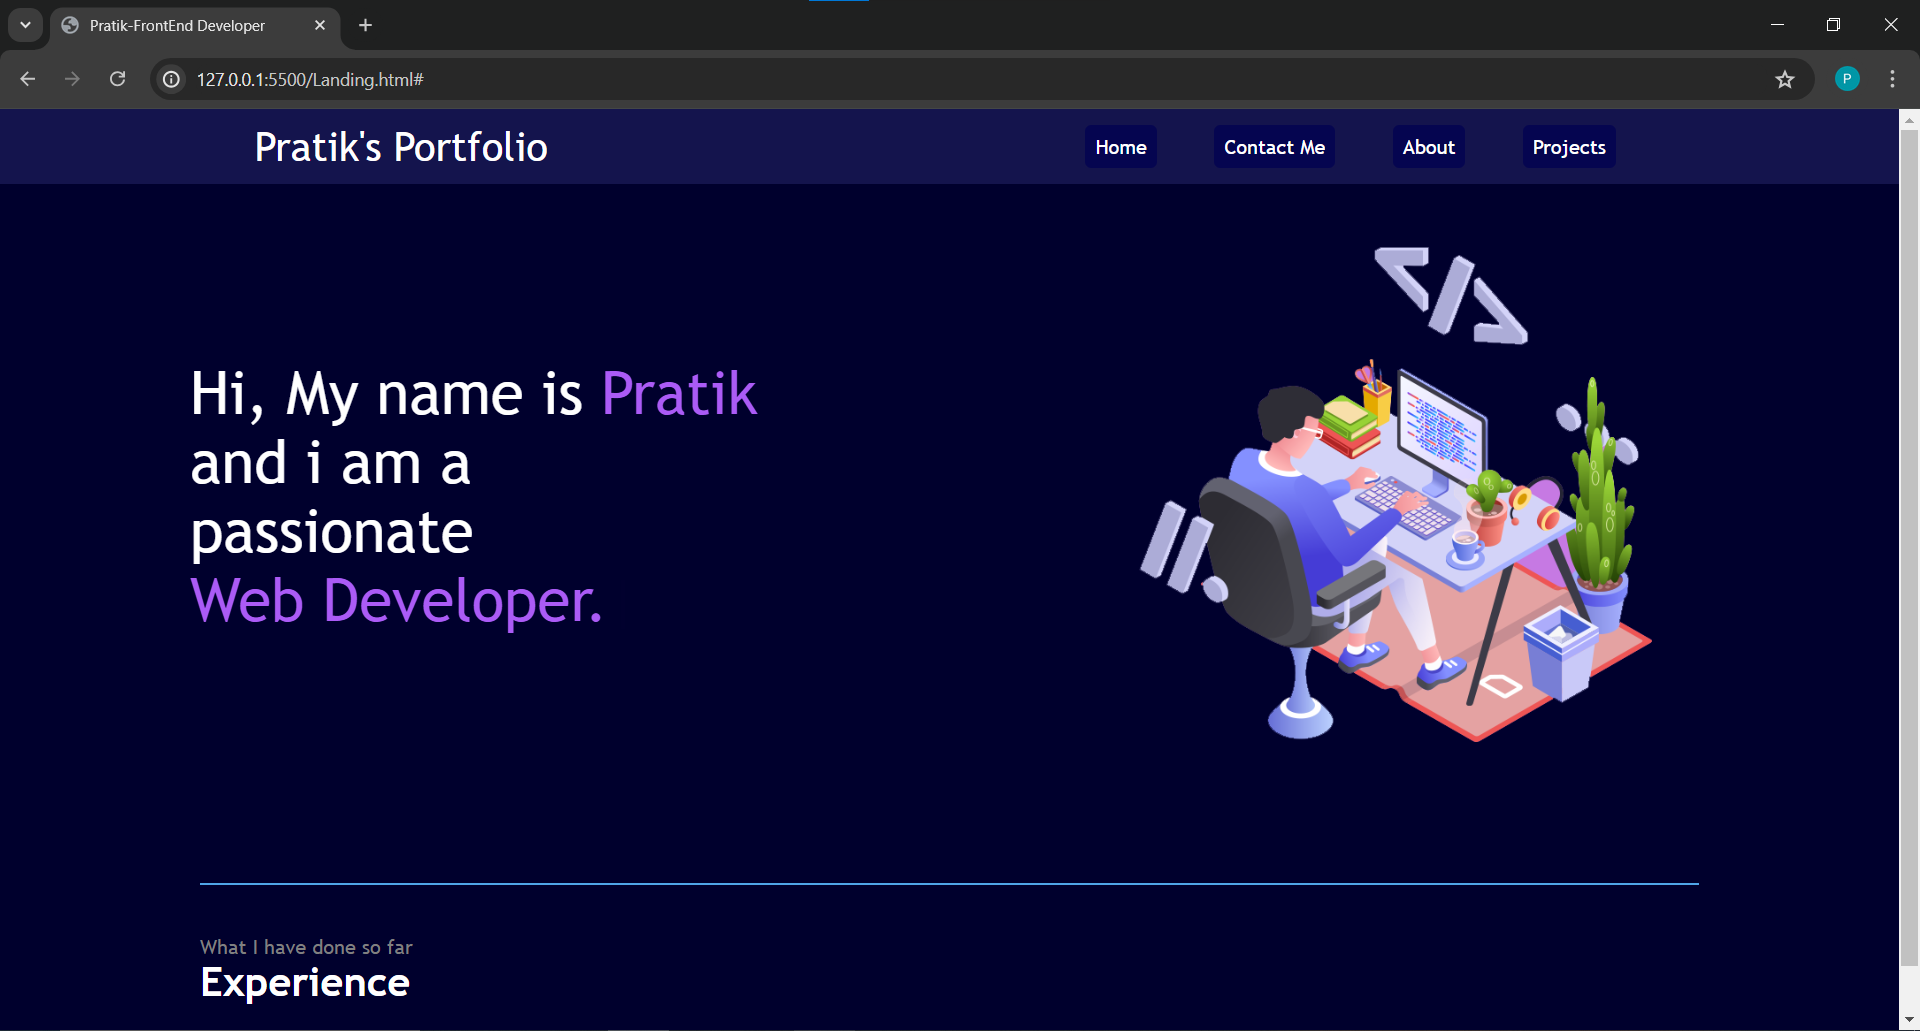 Pratik-FrontEnd Developer
127.0.0.1:5500/Landing.html#
P
Pratik's Portfolio
Home
Contact Me
About
Projects
</>
Hi, My name is Pratik
and i am a
passionate
Web Developer.
What I have done so far
Experience